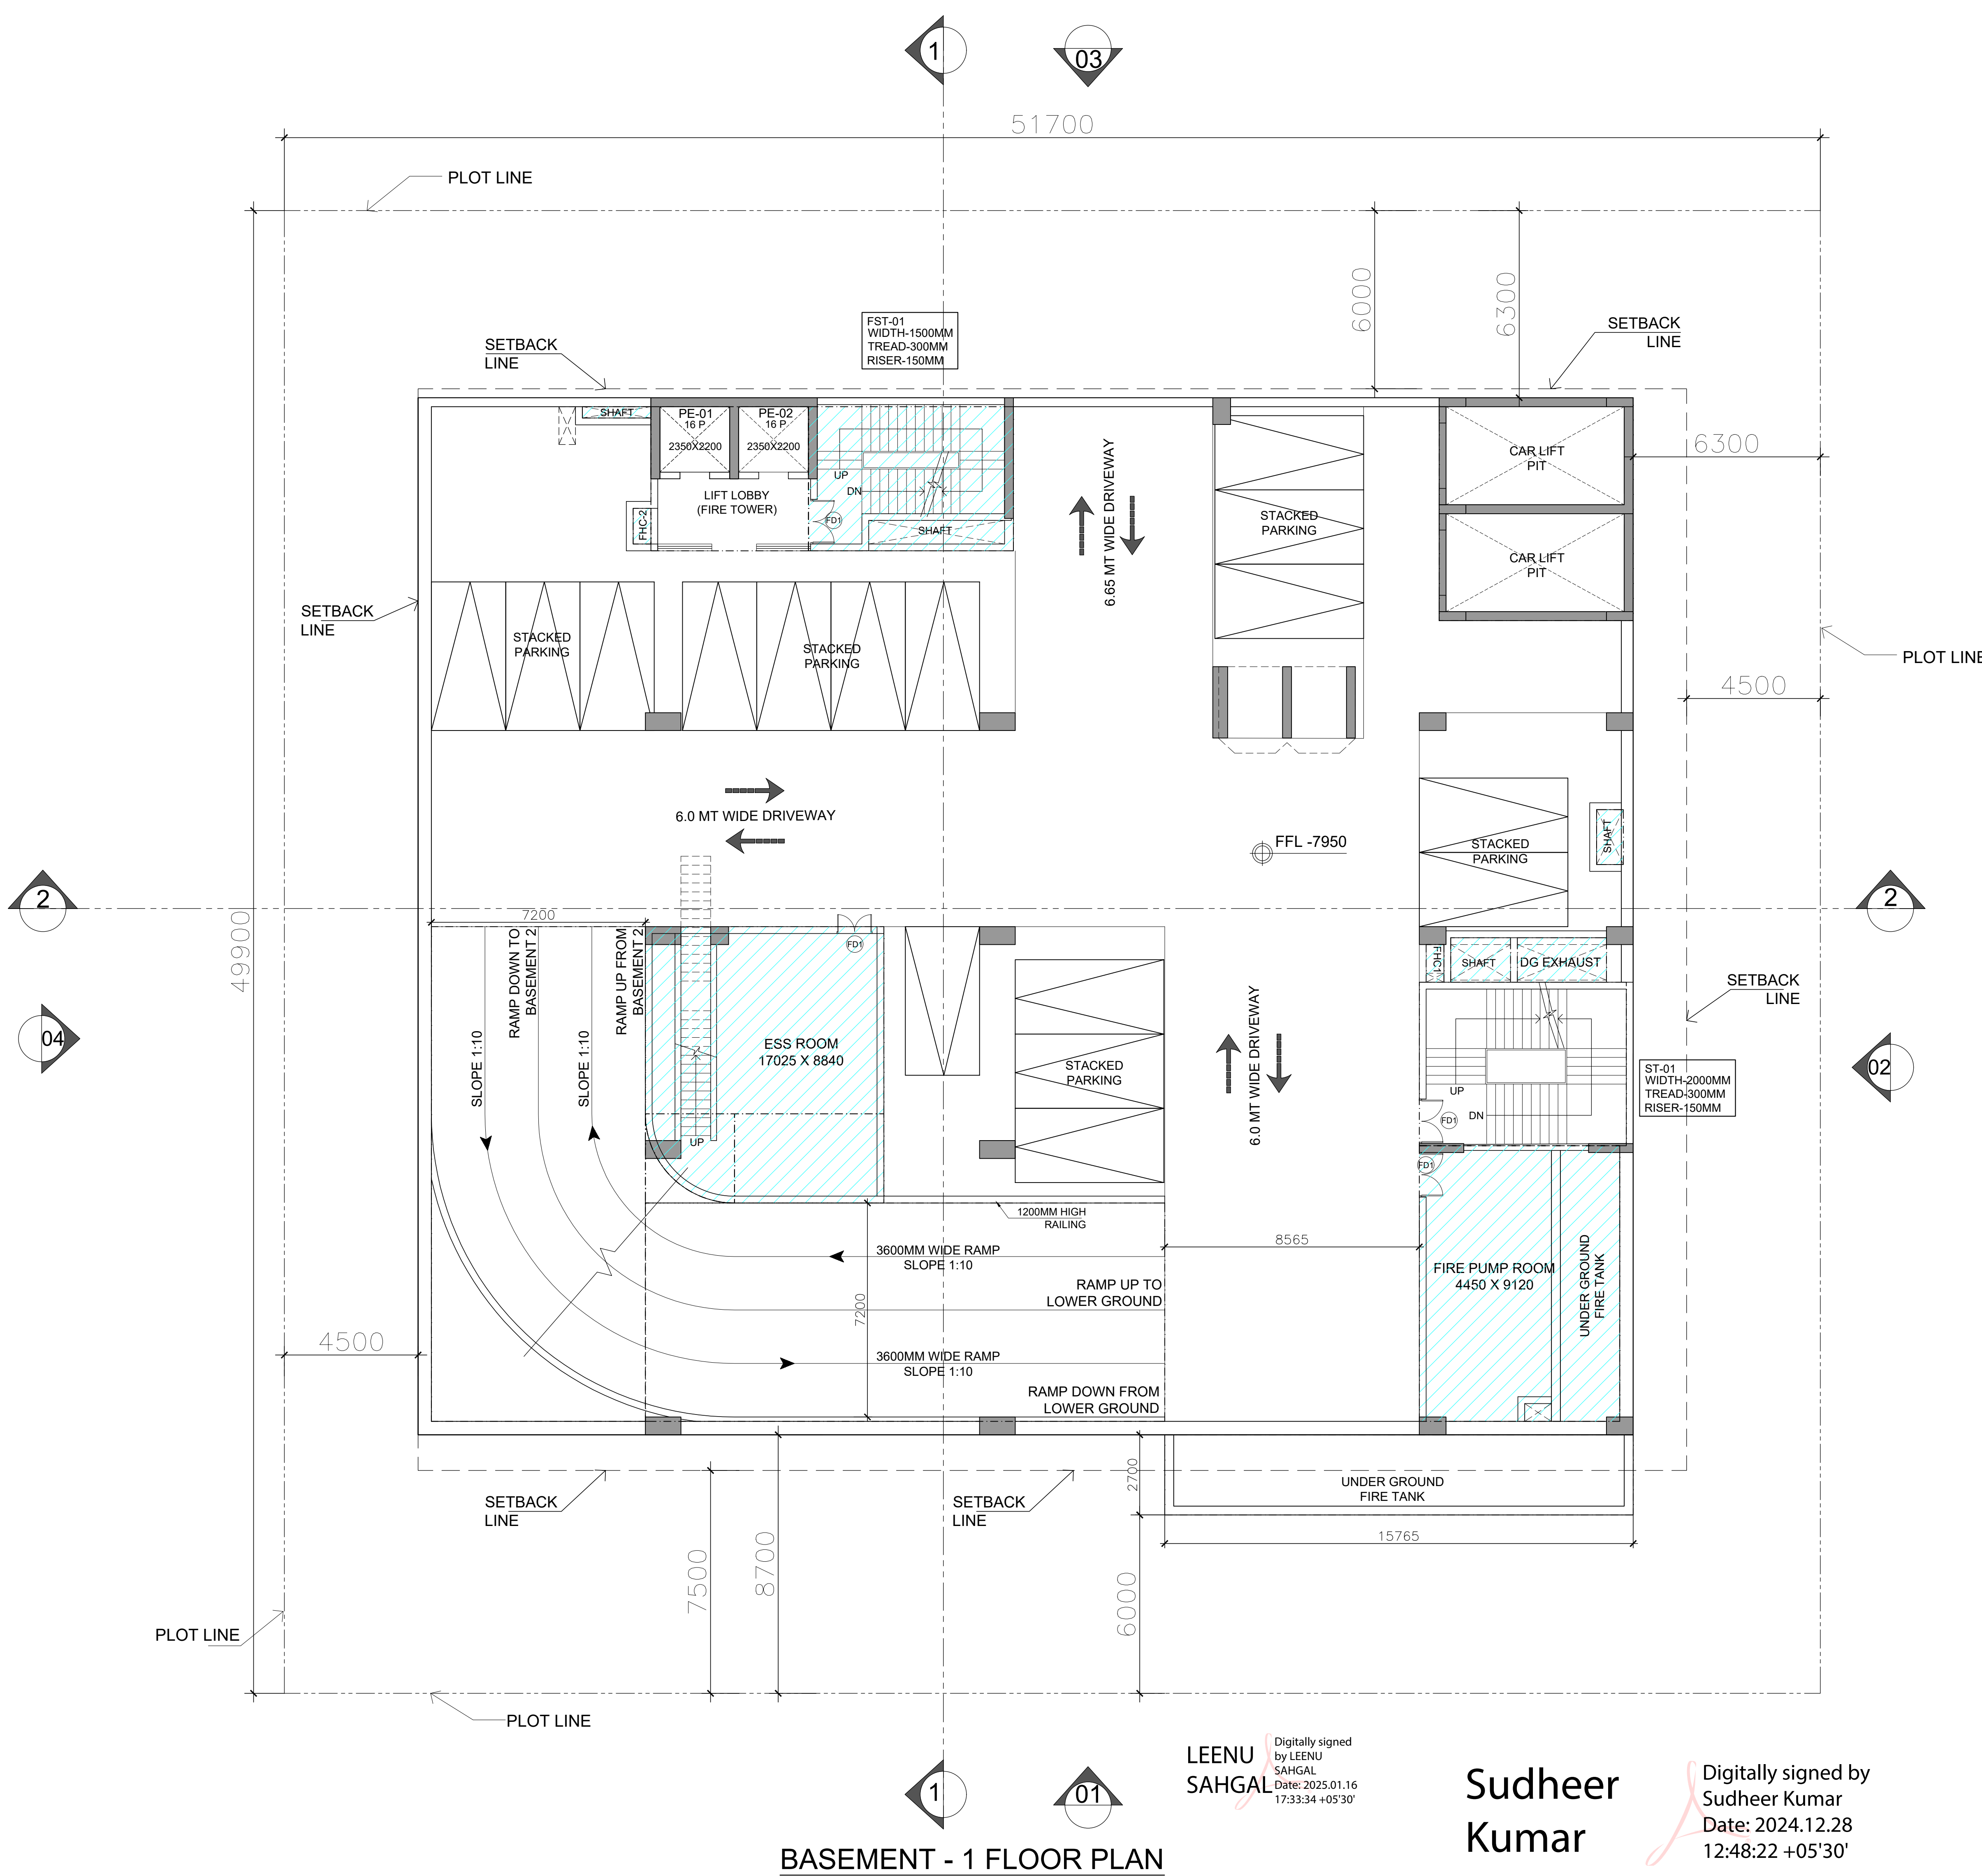 1
03
51700
PLOT LINE
6000
6300
FST-01
WIDTH-1500MM
TREAD-300MM
RISER-150MM
SETBACK
LINE
SETBACK
LINE
SHAFT
PE-01
16 P
2350X2200
PE-02
16 P
2350X2200
UP
DN
LIFT LOBBY
(FIRE TOWER)
FD1
FHC-2
SHAFT
6.65 MT WIDE DRIVEWAY
STACKED
PARKING
CAR LIFT
PIT
CAR LIFT
PIT
6300
SETBACK
LINE
STACKED
PARKING
STACKED
PARKING
PLOT LINE
4500
6.0 MT WIDE DRIVEWAY
FFL -7950
STACKED
PARKING
SHAFT
2
2
49900
7200
RAMP DOWN TO
BASEMENT 2
RAMP UP FROM
BASEMENT 2
FD1
FHC1
SHAFT
DG EXHAUST
SETBACK
LINE
04
SLOPE 1:10
SLOPE 1:10
ESS ROOM
17025 X 8840
UP
STACKED
PARKING
6.0 MT WIDE DRIVEWAY
UP
DN
FD1
02
ST-01
WIDTH-2000MM
TREAD-300MM
RISER-150MM
FD1
1200MM HIGH
RAILING
8565
3600MM WIDE RAMP
SLOPE 1:10
RAMP UP TO
LOWER GROUND
FIRE PUMP ROOM
4450 X 9120
UNDER GROUND
FIRE TANK
7200
4500
3600MM WIDE RAMP
SLOPE 1:10
RAMP DOWN FROM
LOWER GROUND
SETBACK
LINE
SETBACK
LINE
2700
UNDER GROUND
FIRE TANK
15765
7500
8700
6000
PLOT LINE
PLOT LINE
1
01
LEENU
SAHGAL
Digitally signed
by LEENU
SAHGAL
Date: 2025.01.16
17:33:34 +05'30'
Sudheer
Kumar
Digitally signed by
Sudheer Kumar
Date: 2024.12.28
12:48:22 +05'30'
BASEMENT - 1 FLOOR PLAN